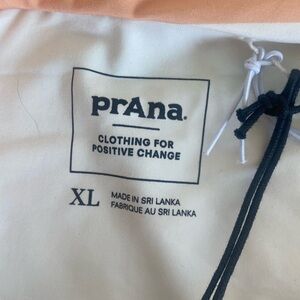 prAna.
CLOTHING FOR
POSITIVE CHANGE
XL
MADE IN SRI LANKA
FABRIQUE AU SRI LANKA